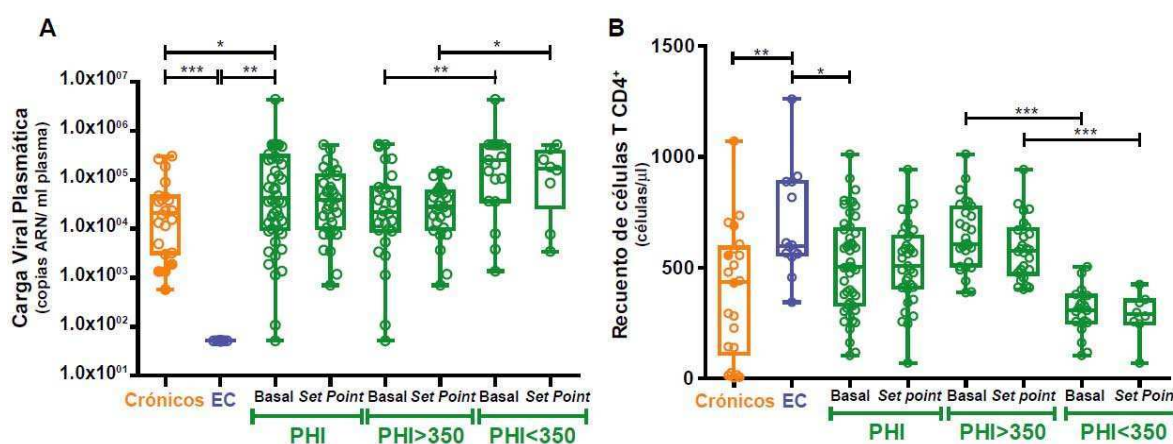 A
*
***
**
**
*
Carga Viral Plasmática
(copias ARN/ ml plasma)
1.0x10⁰⁷
1.0x10⁰⁶
1.0x10⁰⁵
1.0x10⁰⁴
1.0x10⁰³
1.0x10⁰²
1.0x10⁰¹
Crónicos EC Basal Set Point Basal Set Point Basal Set Point
PHI PHI>350 PHI<350
B
**
*
***
***
Recuento de células T CD4⁺
(células/µl)
1500
1000
500
0
Crónicos EC Basal Set point Basal Set Point Basal Set Point
PHI PHI>350 PHI<350